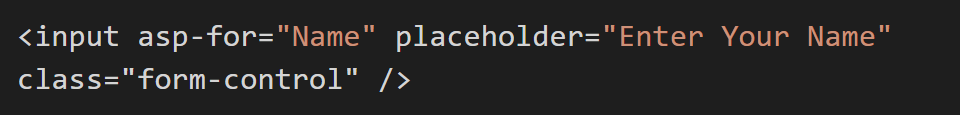 <input asp-for="Name" placeholder="Enter Your Name"
class="form-control" />